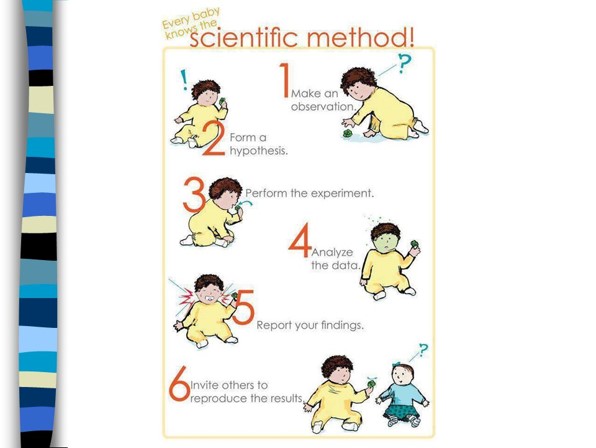 Every baby
knows the
scientific method!
1 Make an
observation.
?
!
2 Form a
hypothesis.
3 Perform the experiment.
4 Analyze
the data.
5 Report your findings.
6 Invite others to
reproduce the results.
?